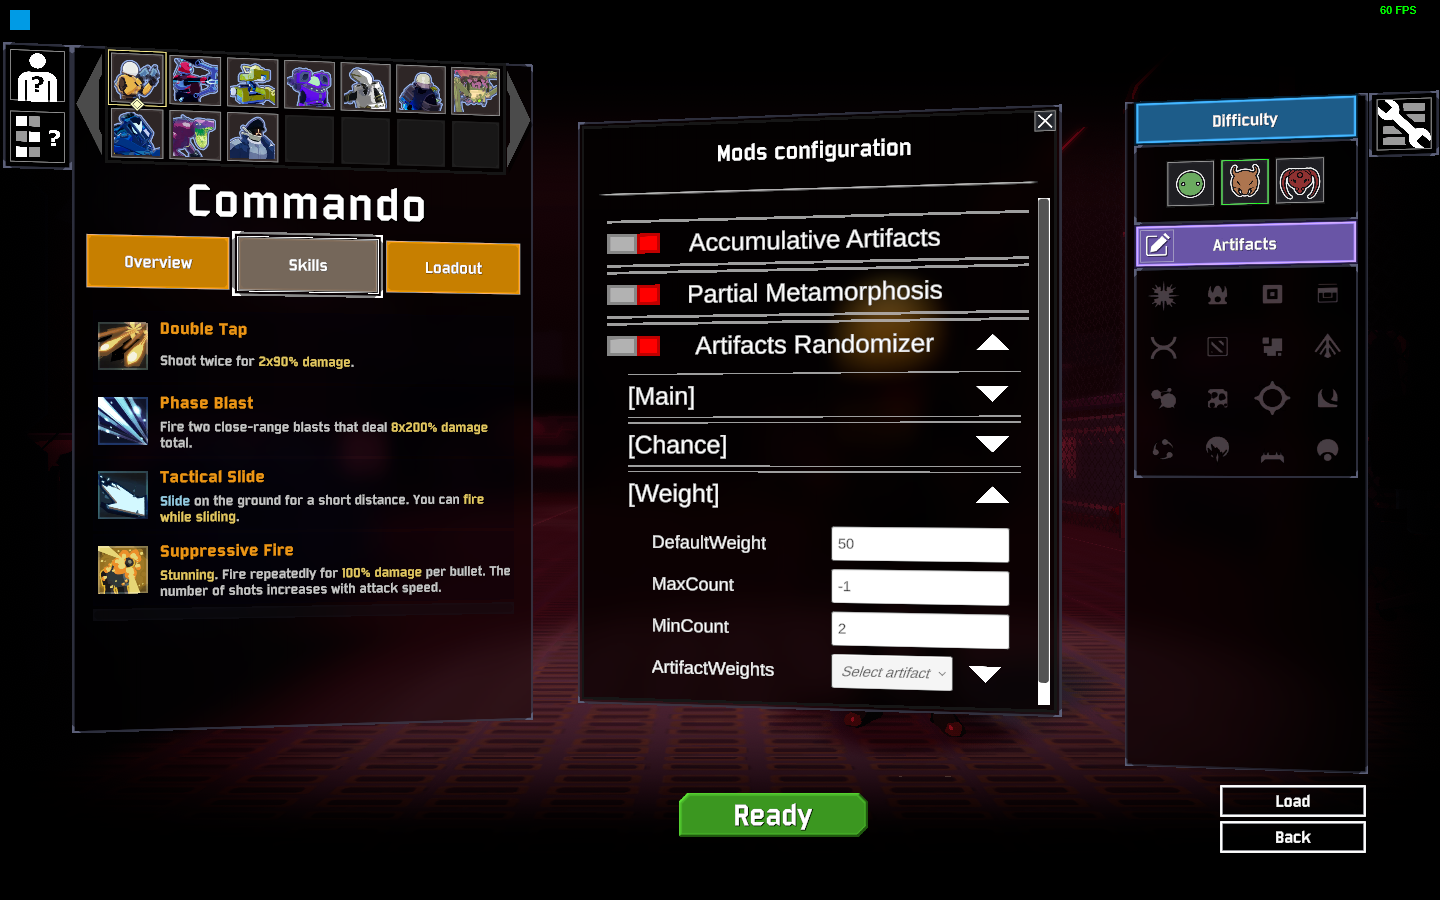 60 FPS
?
?
Commando
Overview
Skills
Loadout
Double Tap
Shoot twice for 2x90% damage.
Phase Blast
Fire two close-range blasts that deal 8x200% damage
total.
Tactical Slide
Slide on the ground for a short distance. You can fire
while sliding.
Suppressive Fire
Stunning. Fire repeatedly for 100% damage per bullet. The
number of shots increases with attack speed.
Mods configuration
Accumulative Artifacts
Partial Metamorphosis
Artifacts Randomizer
[Main]
[Chance]
[Weight]
DefaultWeight
50
MaxCount
-1
MinCount
2
ArtifactWeights
Select artifact
Ready
Difficulty
Artifacts
Load
Back